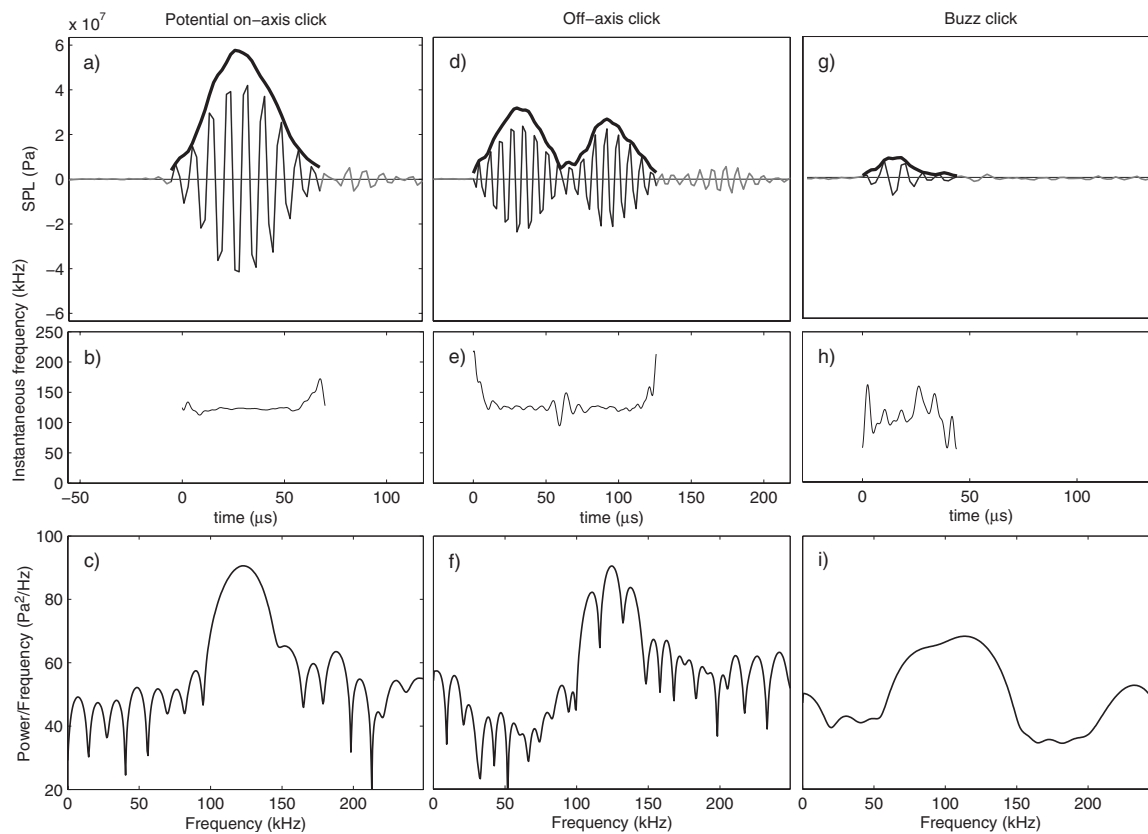 Potential on−axis click
Off−axis click
Buzz click
x 10⁷
6
4
2
0
−2
−4
−6
SPL (Pa)
a)
d)
g)
Instantaneous frequency (kHz)
250
200
150
100
50
0
b)
e)
h)
−50 0 50 100
0 50 100 150 200
0 50 100
time (μs)
time (μs)
time (μs)
Power/Frequency (Pa²/Hz)
100
80
60
40
20
c)
f)
i)
0 50 100 150 200
0 50 100 150 200
0 50 100 150 200
Frequency (kHz)
Frequency (kHz)
Frequency (kHz)